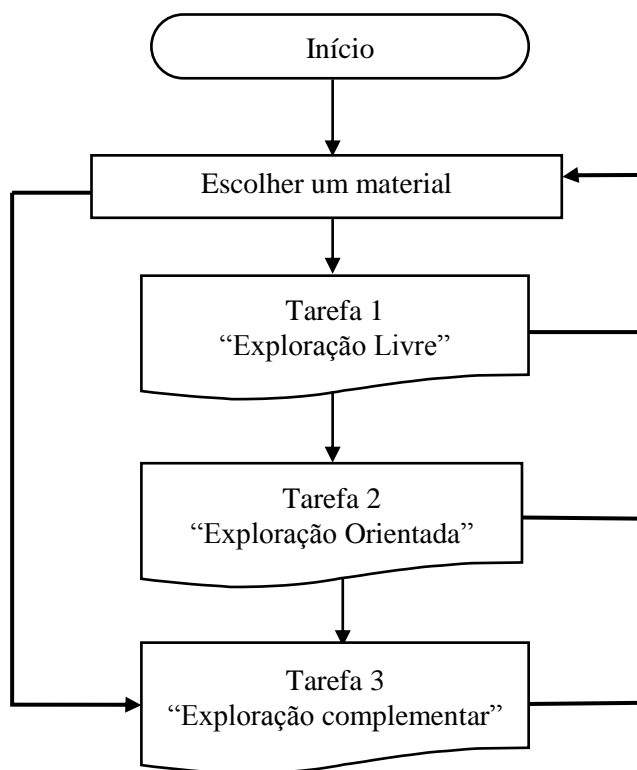 Início
Escolher um material
Tarefa 1
“Exploração Livre”
Tarefa 2
“Exploração Orientada”
Tarefa 3
“Exploração complementar”